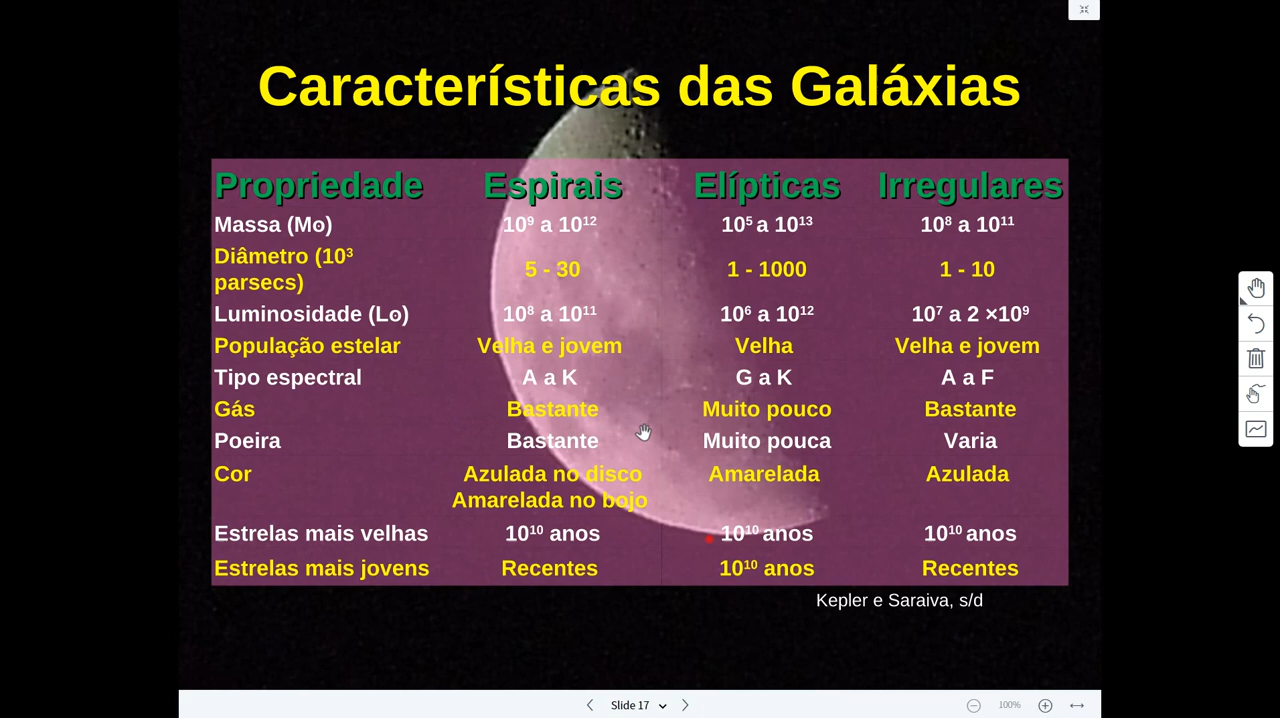 Características das Galáxias
Propriedade Espirais Elípticas Irregulares
Massa (Mo) 10⁹ a 10¹² 10⁵ a 10¹³ 10⁸ a 10¹¹
Diâmetro (10³
parsecs) 5 - 30 1 - 1000 1 - 10
Luminosidade (Lo) 10⁸ a 10¹¹ 10⁶ a 10¹² 10⁷ a 2 ×10⁹
População estelar Velha e jovem Velha Velha e jovem
Tipo espectral A a K G a K A a F
Gás Bastante Muito pouco Bastante
Poeira Bastante Muito pouca Varia
Cor Azulada no disco Amarelada Azulada
Amarelada no bojo
Estrelas mais velhas 10¹⁰ anos 10¹⁰ anos 10¹⁰ anos
Estrelas mais jovens Recentes 10¹⁰ anos Recentes
Kepler e Saraiva, s/d
Slide 17 100%